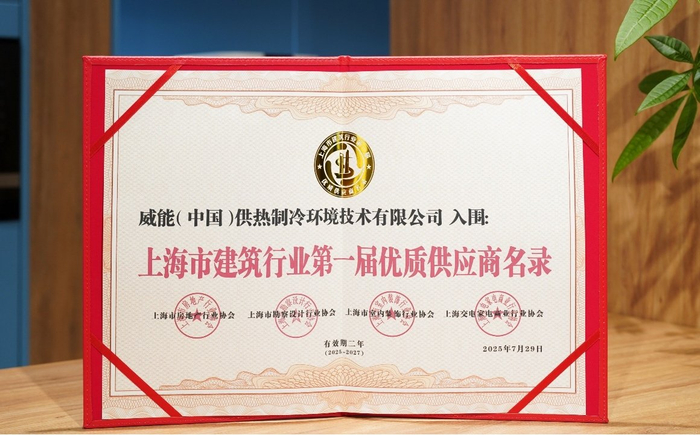 威能(中国)供热制冷环境技术有限公司 入围:
上海市建筑行业第一届优质供应商名录
上海市房地产行业协会 上海市勘察设计行业协会 上海市室内装饰行业协会 上海交电家电商业行业协会
有效期二年
(2025-2027)
2025年7月29日